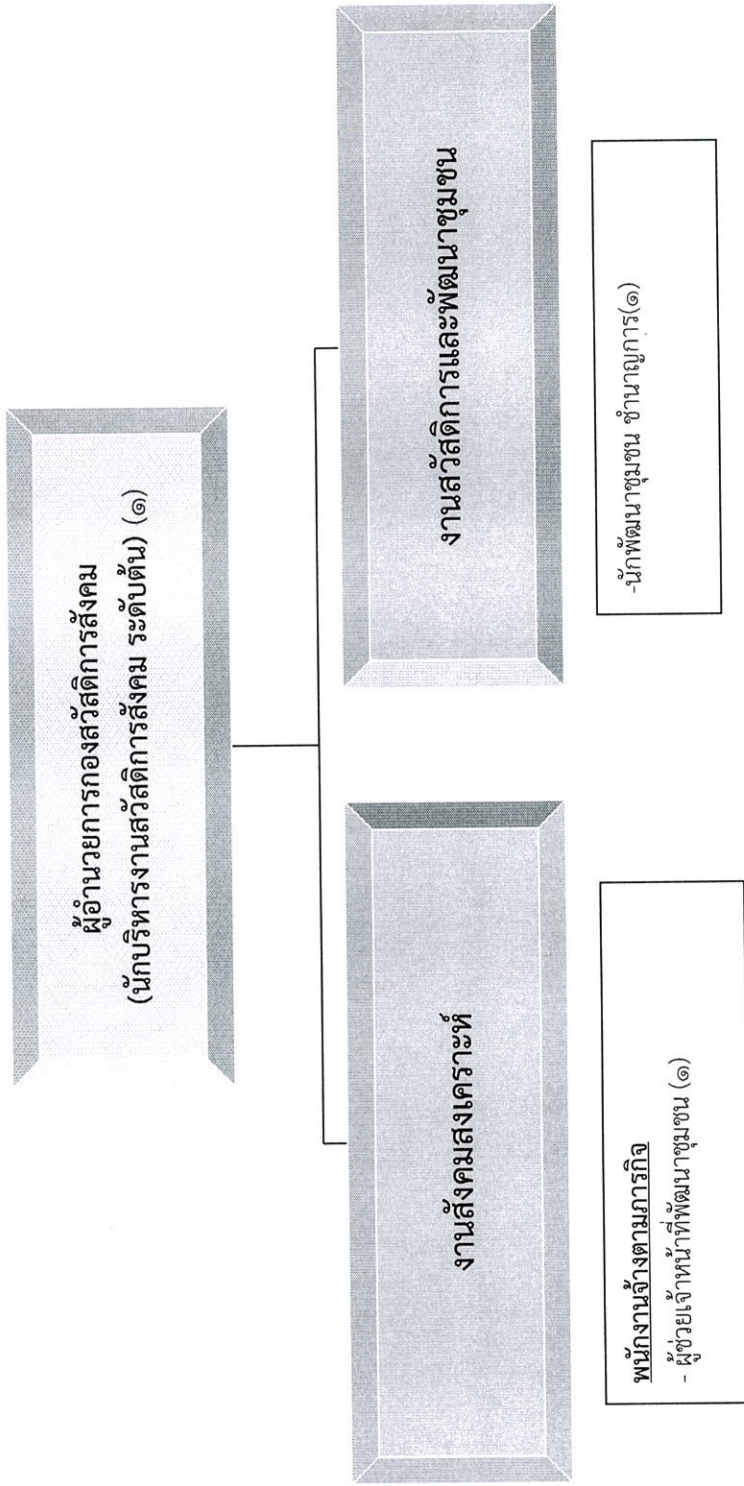 ผู้อำนวยการกองสวัสดิการสังคม
(นักบริหารงานสวัสดิการสังคม ระดับต้น) (๑)
งานสังคมสงเคราะห์
งานสวัสดิการและพัฒนาชุมชน
พนักงานจ้างตามภารกิจ
- ผู้ช่วยเจ้าหน้าที่พัฒนาชุมชน (๑)
-นักพัฒนาชุมชน ชำนาญการ(๑)